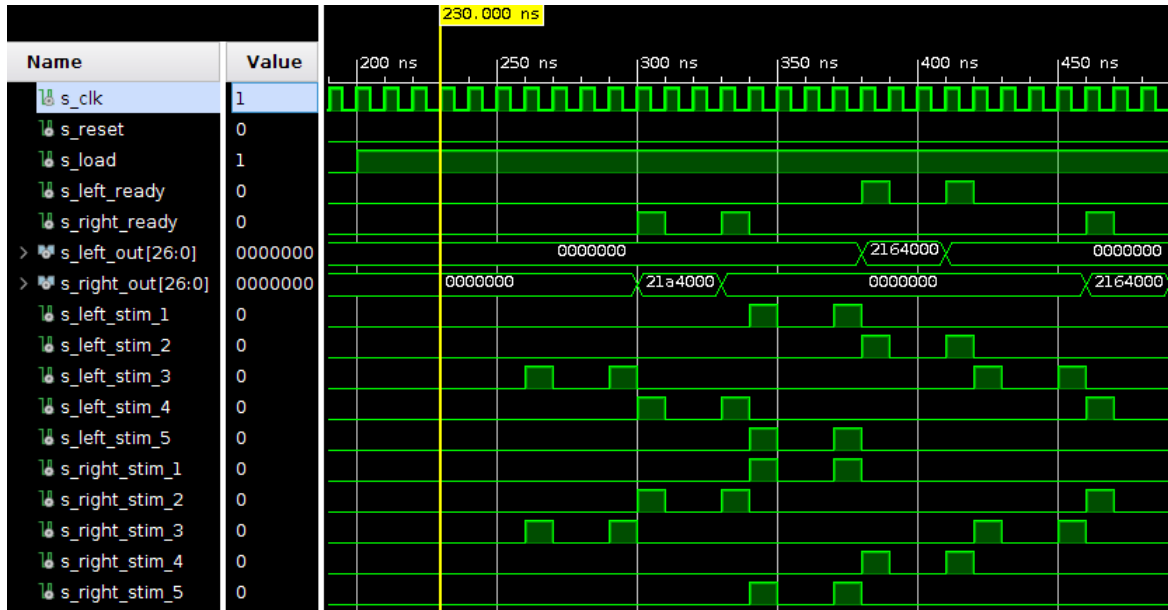 230.000 ns
Name Value 200 ns 250 ns 300 ns 350 ns 400 ns 450 ns
s_clk 1
s_reset 0
s_load 1
s_left_ready 0
s_right_ready 0
s_left_out[26:0] 0000000 0000000 2164000 0000000
s_right_out[26:0] 0000000 0000000 21a4000 0000000 2164000
s_left_stim_1 0
s_left_stim_2 0
s_left_stim_3 0
s_left_stim_4 0
s_left_stim_5 0
s_right_stim_1 0
s_right_stim_2 0
s_right_stim_3 0
s_right_stim_4 0
s_right_stim_5 0